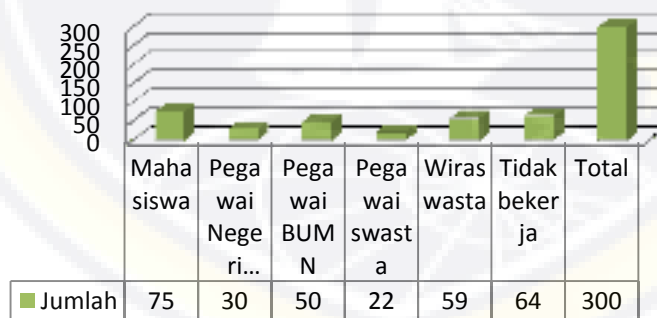 300
250
200
150
100
50
0
Maha siswa
Pega wai Nege ri...
Pega wai BUM N
Pega wai swast a
Wiras wasta
Tidak beker ja
Total
Jumlah 75 30 50 22 59 64 300